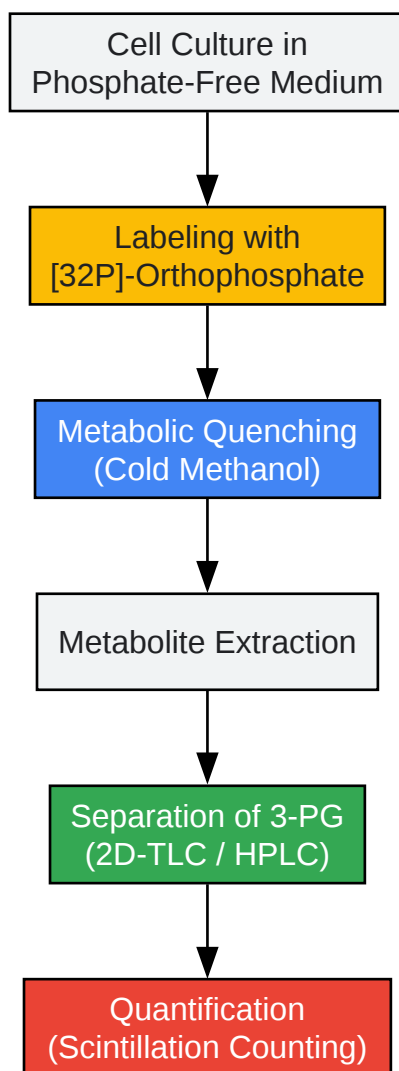 Cell Culture in
Phosphate-Free Medium
Labeling with
[32P]-Orthophosphate
Metabolic Quenching
(Cold Methanol)
Metabolite Extraction
Separation of 3-PG
(2D-TLC / HPLC)
Quantification
(Scintillation Counting)